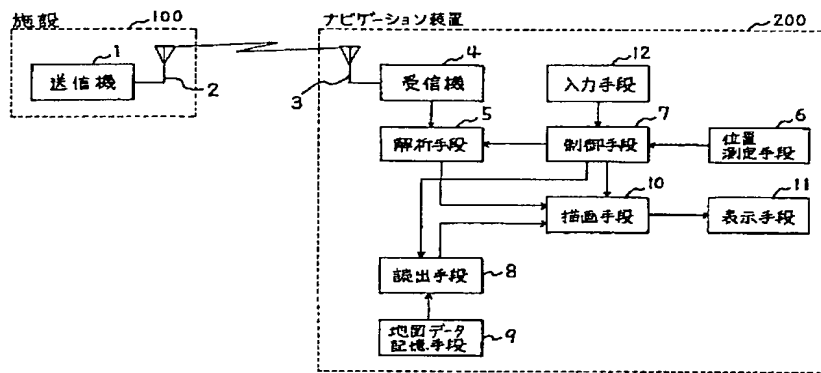 施設
100
ナビゲーション装置
200
1
送信機
2
3
4
受信機
12
入力手段
5
解析手段
7
制御手段
6
位置
測定手段
10
描画手段
11
表示手段
読出手段
8
地図データ
記憶手段
9